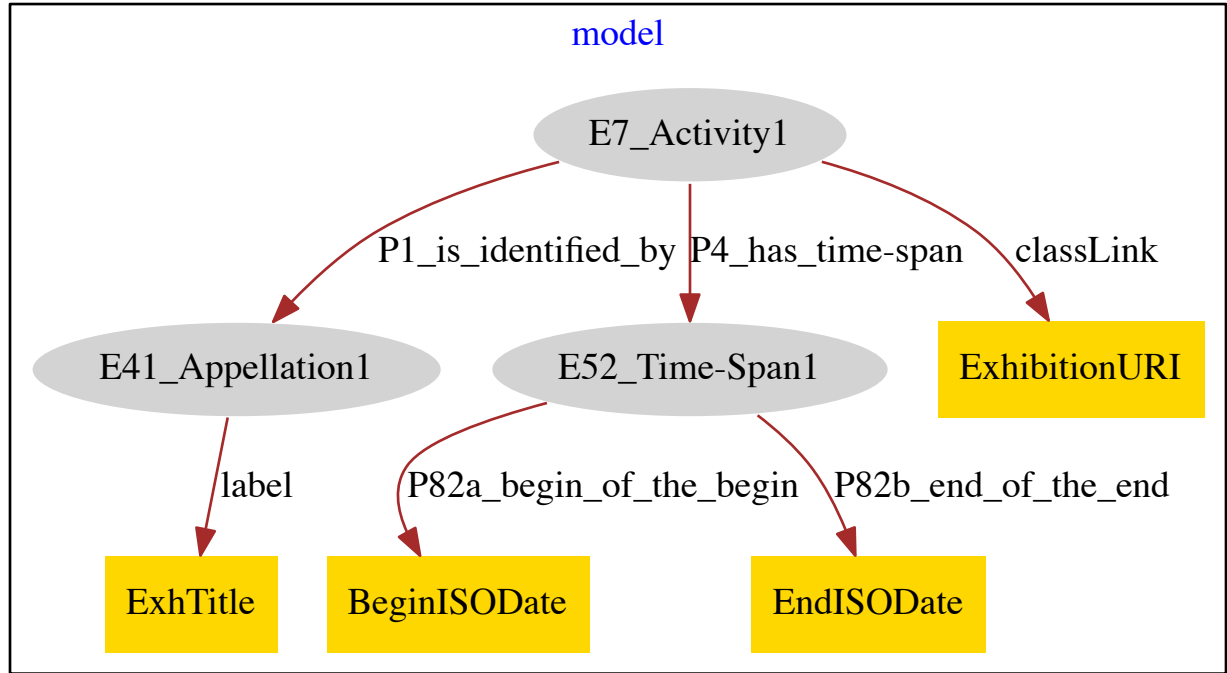 model
E7_Activity1
P1_is_identified_by
P4_has_time-span
classLink
E41_Appellation1
E52_Time-Span1
ExhibitionURI
label
P82a_begin_of_the_begin
P82b_end_of_the_end
ExhTitle
BeginISODate
EndISODate